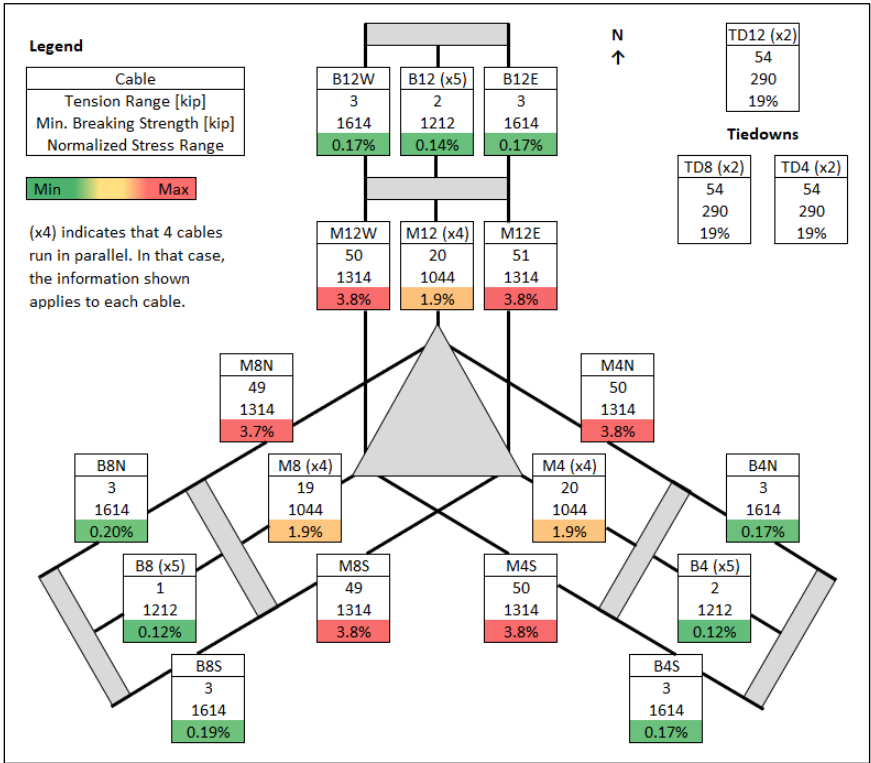 Legend
Cable
Tension Range [kip]
Min. Breaking Strength [kip]
Normalized Stress Range
Min Max
(x4) indicates that 4 cables
run in parallel. In that case,
the information shown
applies to each cable.
N
↑
TD12 (x2)
54
290
19%
Tiedowns
TD8 (x2)
54
290
19%
TD4 (x2)
54
290
19%
B12W
3
1614
0.17%
B12 (x5)
2
1212
0.14%
B12E
3
1614
0.17%
M12W
50
1314
3.8%
M12 (x4)
20
1044
1.9%
M12E
51
1314
3.8%
M8N
49
1314
3.7%
M4N
50
1314
3.8%
B8N
3
1614
0.20%
M8 (x4)
19
1044
1.9%
M4 (x4)
20
1044
1.9%
B4N
3
1614
0.17%
B8 (x5)
1
1212
0.12%
M8S
49
1314
3.8%
M4S
50
1314
3.8%
B4 (x5)
2
1212
0.12%
B8S
3
1614
0.19%
B4S
3
1614
0.17%